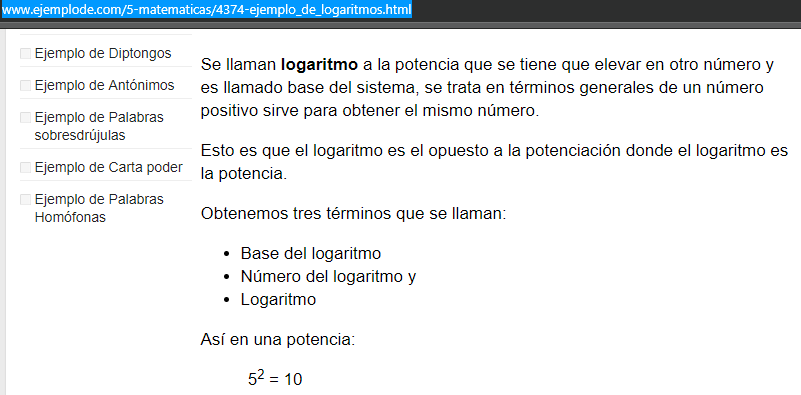 www.ejemplode.com/5-matematicas/4374-ejemplo_de_logaritmos.html
Ejemplo de Diptongos
Ejemplo de Antónimos
Ejemplo de Palabras
sobresdrújulas
Ejemplo de Carta poder
Ejemplo de Palabras
Homófonas
Se llaman logaritmo a la potencia que se tiene que elevar en otro número y
es llamado base del sistema, se trata en términos generales de un número
positivo sirve para obtener el mismo número.
Esto es que el logaritmo es el opuesto a la potenciación donde el logaritmo es
la potencia.
Obtenemos tres términos que se llaman:
• Base del logaritmo
• Número del logaritmo y
• Logaritmo
Así en una potencia:
5² = 10